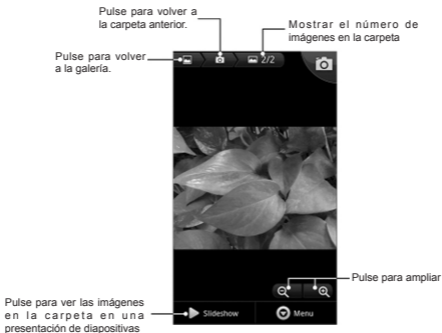 Pulse para volver a
la carpeta anterior.
Mostrar el número de
imágenes en la carpeta
Pulse para volver
a la galería.
2/2
Pulse para ampliar
Slideshow
Menu
Pulse para ver las imágenes
en la carpeta en una
presentación de diapositivas